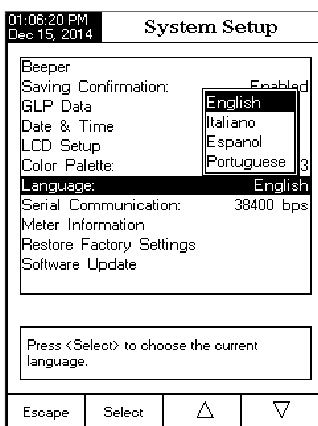 01:06:20 PM
Dec 15, 2014
System Setup
Beeper
Saving Confirmation: Enabled
GLP Data
Date & Time
LCD Setup
Color Palette: 3
English
Italiano
Espanol
Portuguese
Language: English
Serial Communication: 38400 bps
Meter Information
Restore Factory Settings
Software Update
Press <Select> to choose the current
language.
Escape Select